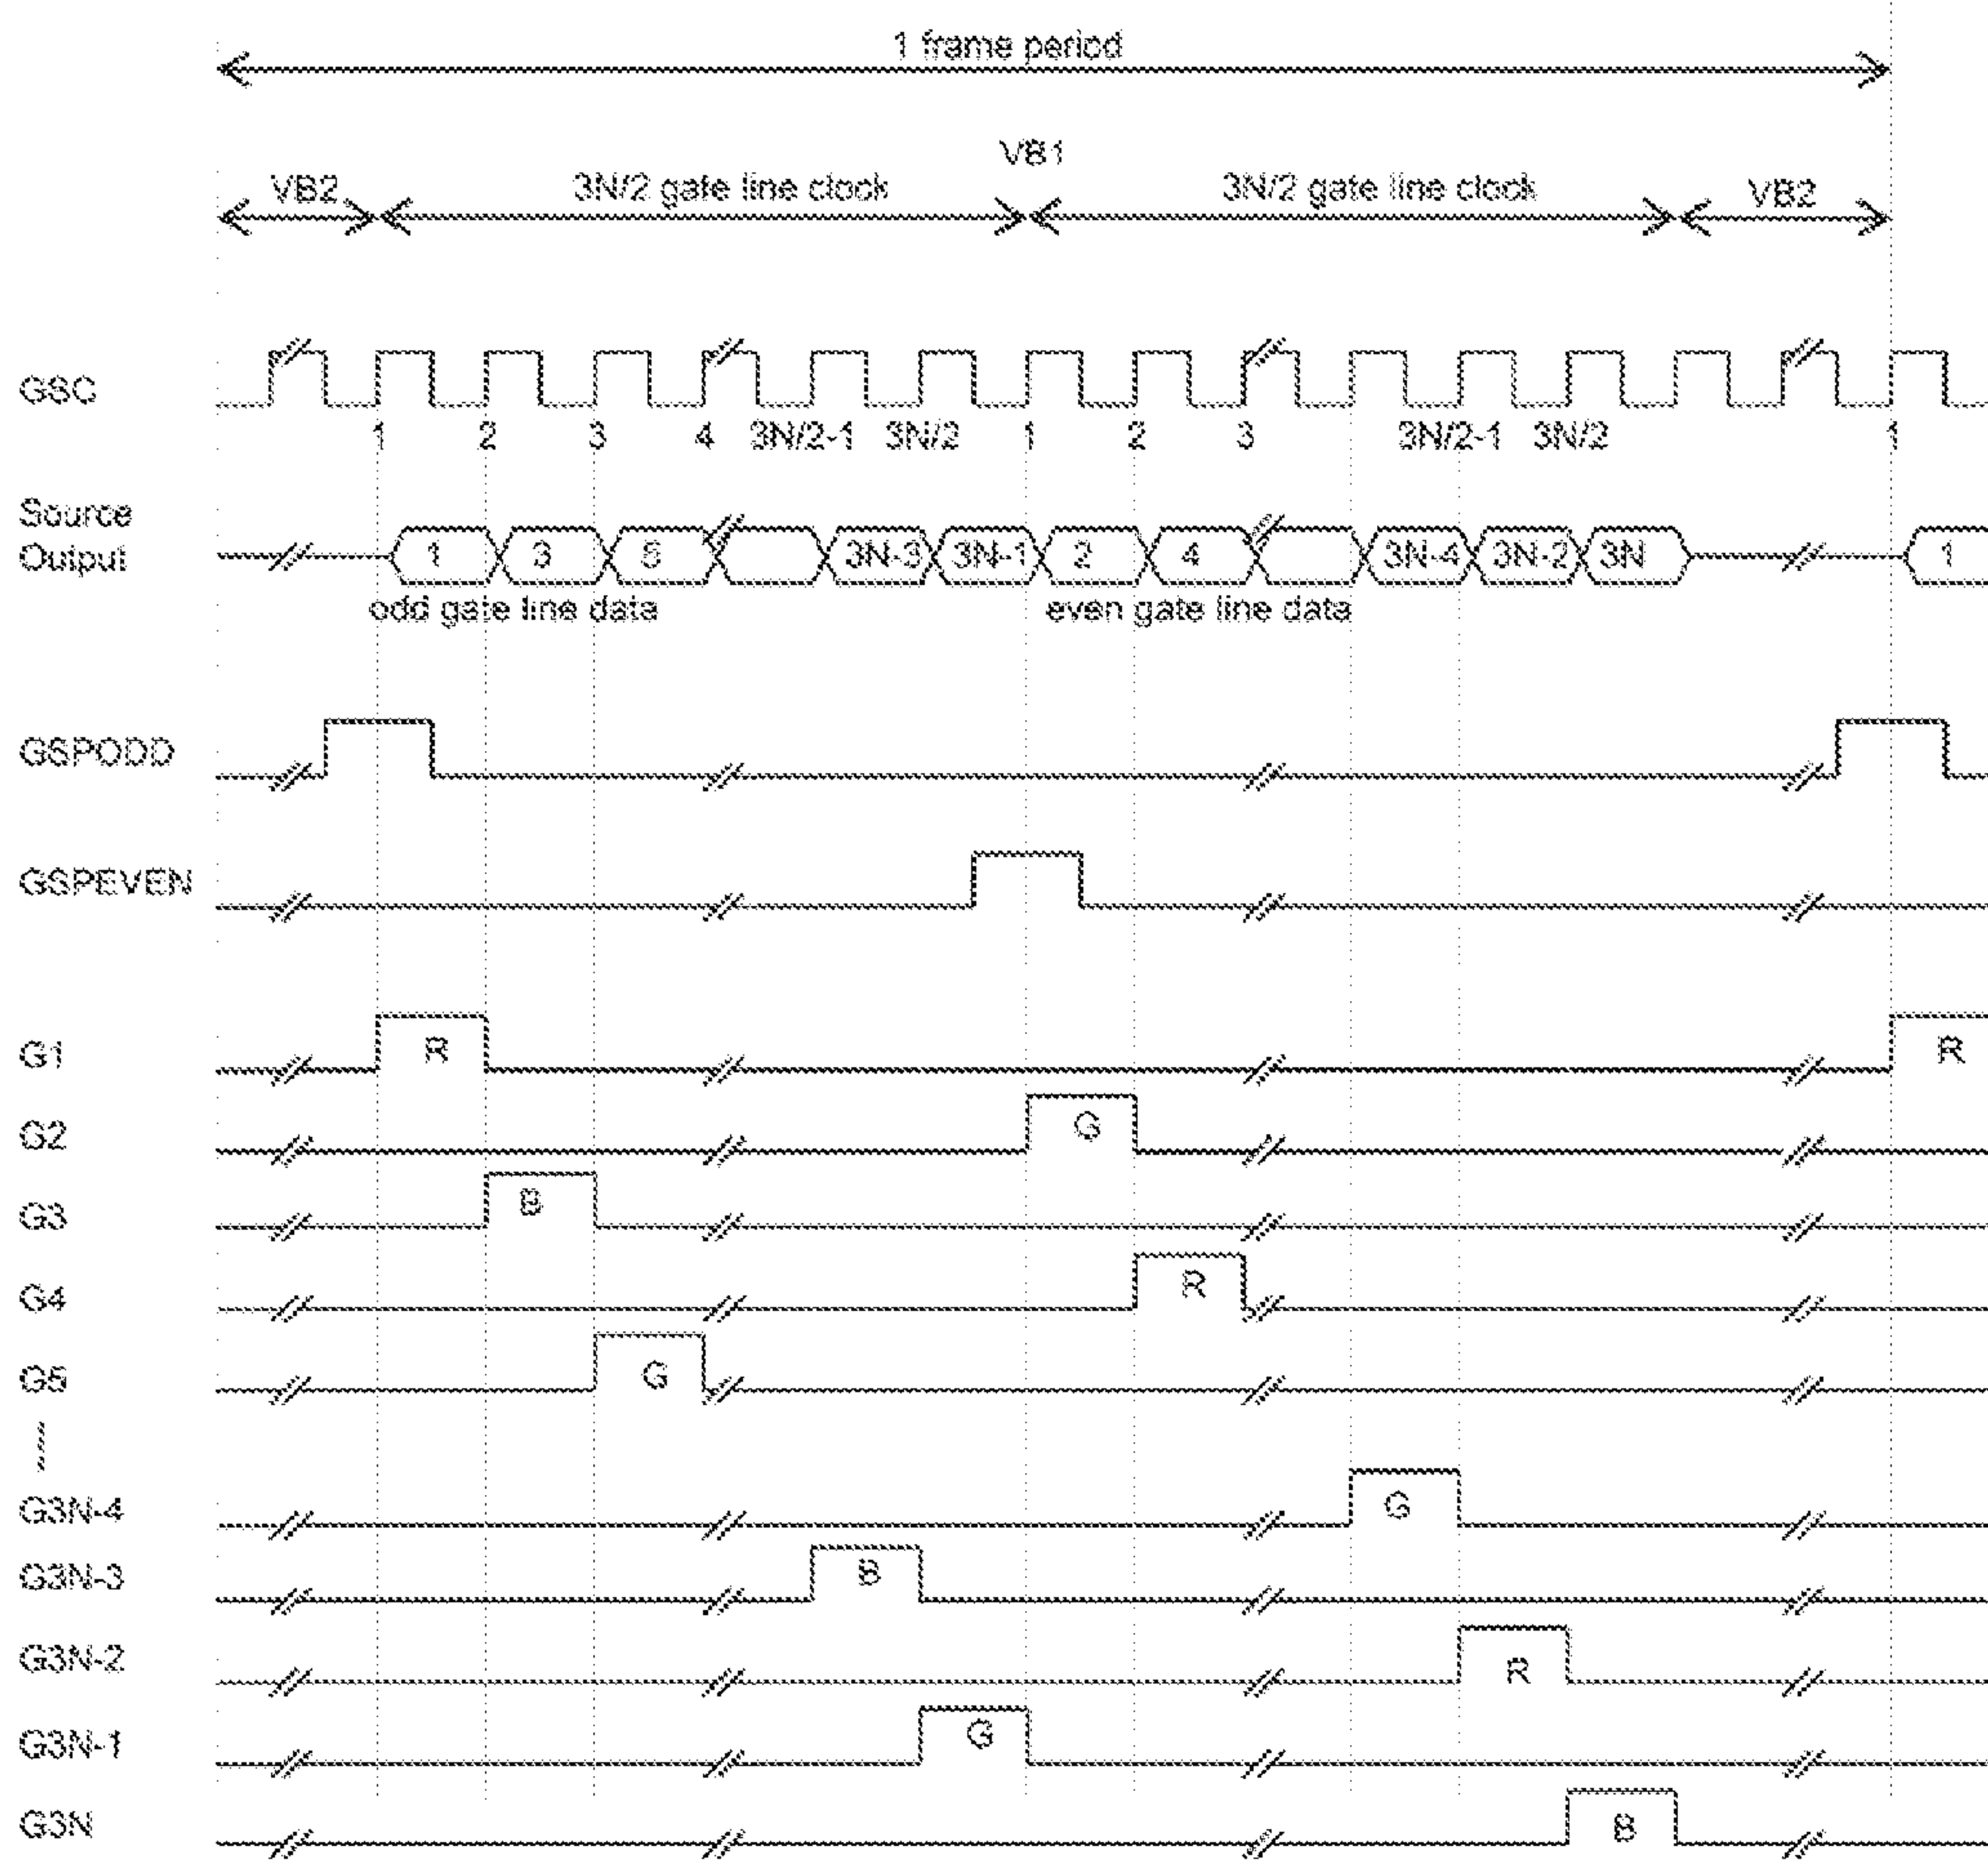 1 frame period
VB1
VB2 3N/2 gate line clock 3N/2 gate line clock VB2
GSC
1 2 3 4 3N/2-1 3N/2 1 2 3 3N/2-1 3N/2 1
Source
Output
1 3 5 3N-3 3N-1 2 4 3N-4 3N-2 3N 1
odd gate line data even gate line data
GSPODD
GSPEVEN
G1 R R
G2 G
G3 B
G4 R
G5 G
G3N-4 G
G3N-3 B
G3N-2 R
G3N-1 G
G3N B